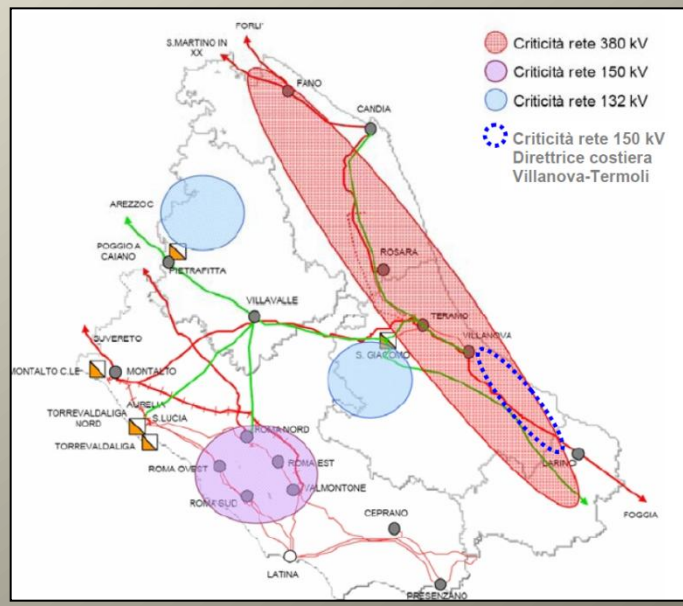 FORLI'
S.MARTINO IN
XX
FANO
CANDIA
Criticità rete 380 kV
Criticità rete 150 kV
Criticità rete 132 kV
Criticità rete 150 kV
Direttrice costiera
Villanova-Termoli
AREZZO C
POGGIO A
CAIANO
PIETRAFITTA
ROSARA
VILLAVALLE
TERAMO
VILLANOVA
S. GIACOMO
SUVERETO
MONTALTO C.LE
MONTALTO
AURELIA
TORREVALDALIGA
NORD
S.LUCIA
TORREVALDALIGA
ROMA NORD
ROMA OVEST
ROMA EST
ROMA SUD
VALMONTONE
LARINO
FOGGIA
CEPRANO
LATINA
PRESENZANO